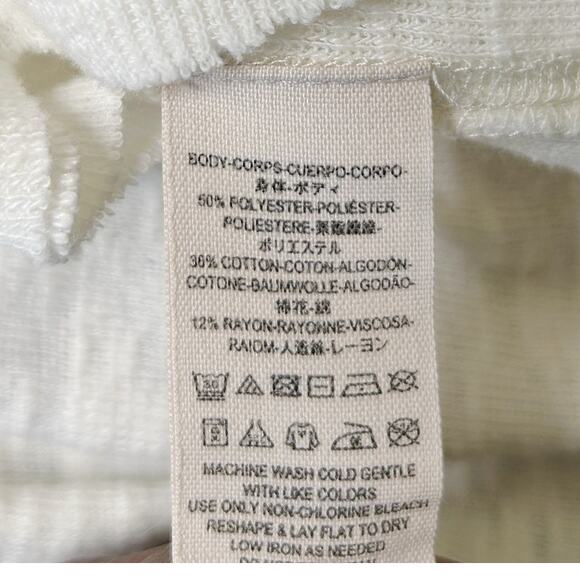 BODY-CORPS-CUERPO-CORPO-
身体-ボディ
50% POLYESTER-POLIÉSTER-
POLIESTERE-聚酯纖維-
ポリエステル
38% COTTON-COTON-ALGODÓN-
COTONE-BAUMWOLLE-ALGODÃO-
棉花-綿
12% RAYON-RAYONNE-VISCOSA-
RAIOM-人造絲-レーヨン
30
MACHINE WASH COLD GENTLE
WITH LIKE COLORS
USE ONLY NON-CHLORINE BLEACH
RESHAPE & LAY FLAT TO DRY
LOW IRON AS NEEDED